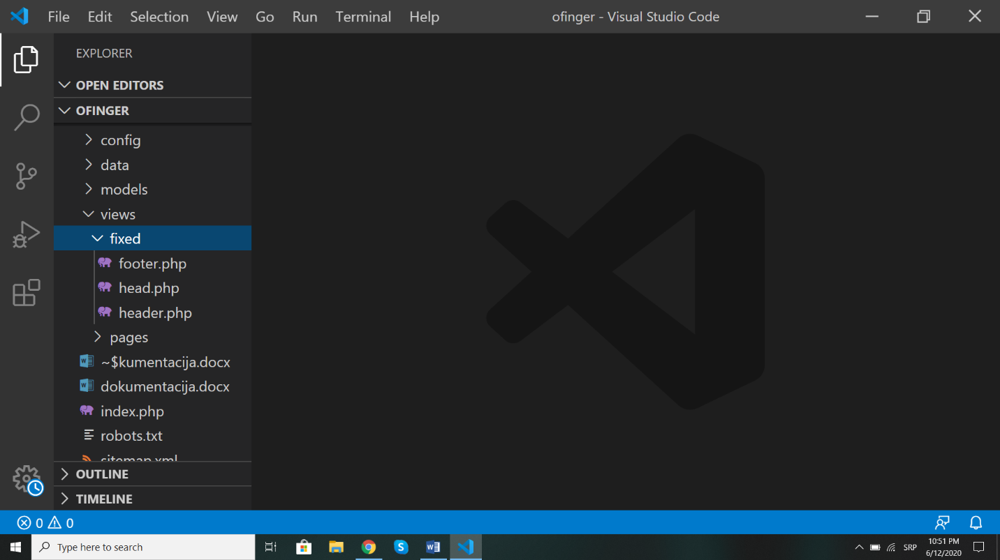 File Edit Selection View Go Run Terminal Help ofinger - Visual Studio Code
EXPLORER
OPEN EDITORS
OFINGER
config
data
models
views
fixed
footer.php
head.php
header.php
pages
~$kumentacija.docx
dokumentacija.docx
index.php
robots.txt
sitemap.xml
OUTLINE
TIMELINE
0 0
Type here to search
SRP
10:51 PM
6/12/2020